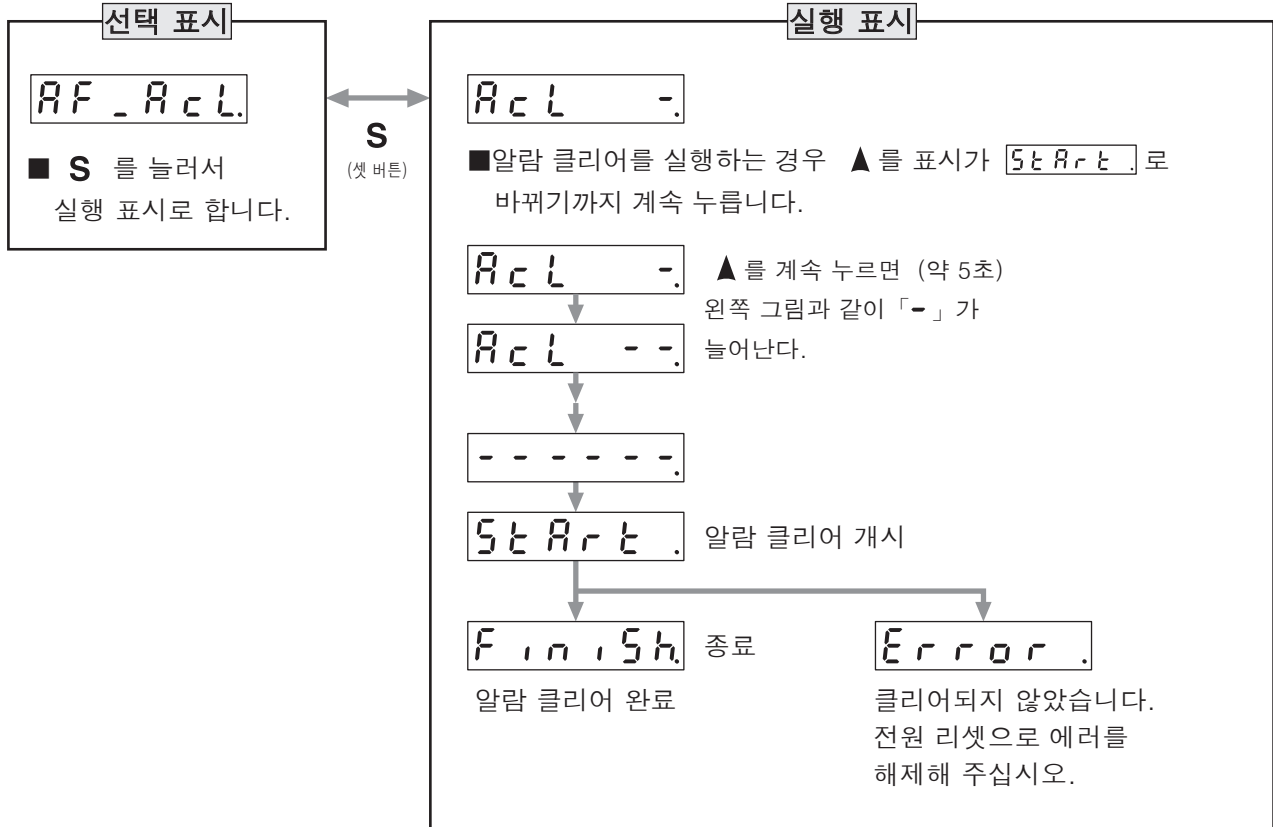 선택 표시
AF_AcL.
■ S 를 눌러서
실행 표시로 합니다.
S
(셋 버튼)
실행 표시
AcL -.
■알람 클리어를 실행하는 경우 ▲를 표시가 StArt . 로
바뀌기까지 계속 누릅니다.
AcL -.
▲를 계속 누르면 (약 5초)
왼쪽 그림과 같이 「-」가
늘어난다.
AcL --.
------.
StArt . 알람 클리어 개시
FiniSh. 종료
알람 클리어 완료
Error .
클리어되지 않았습니다.
전원 리셋으로 에러를
해제해 주십시오.